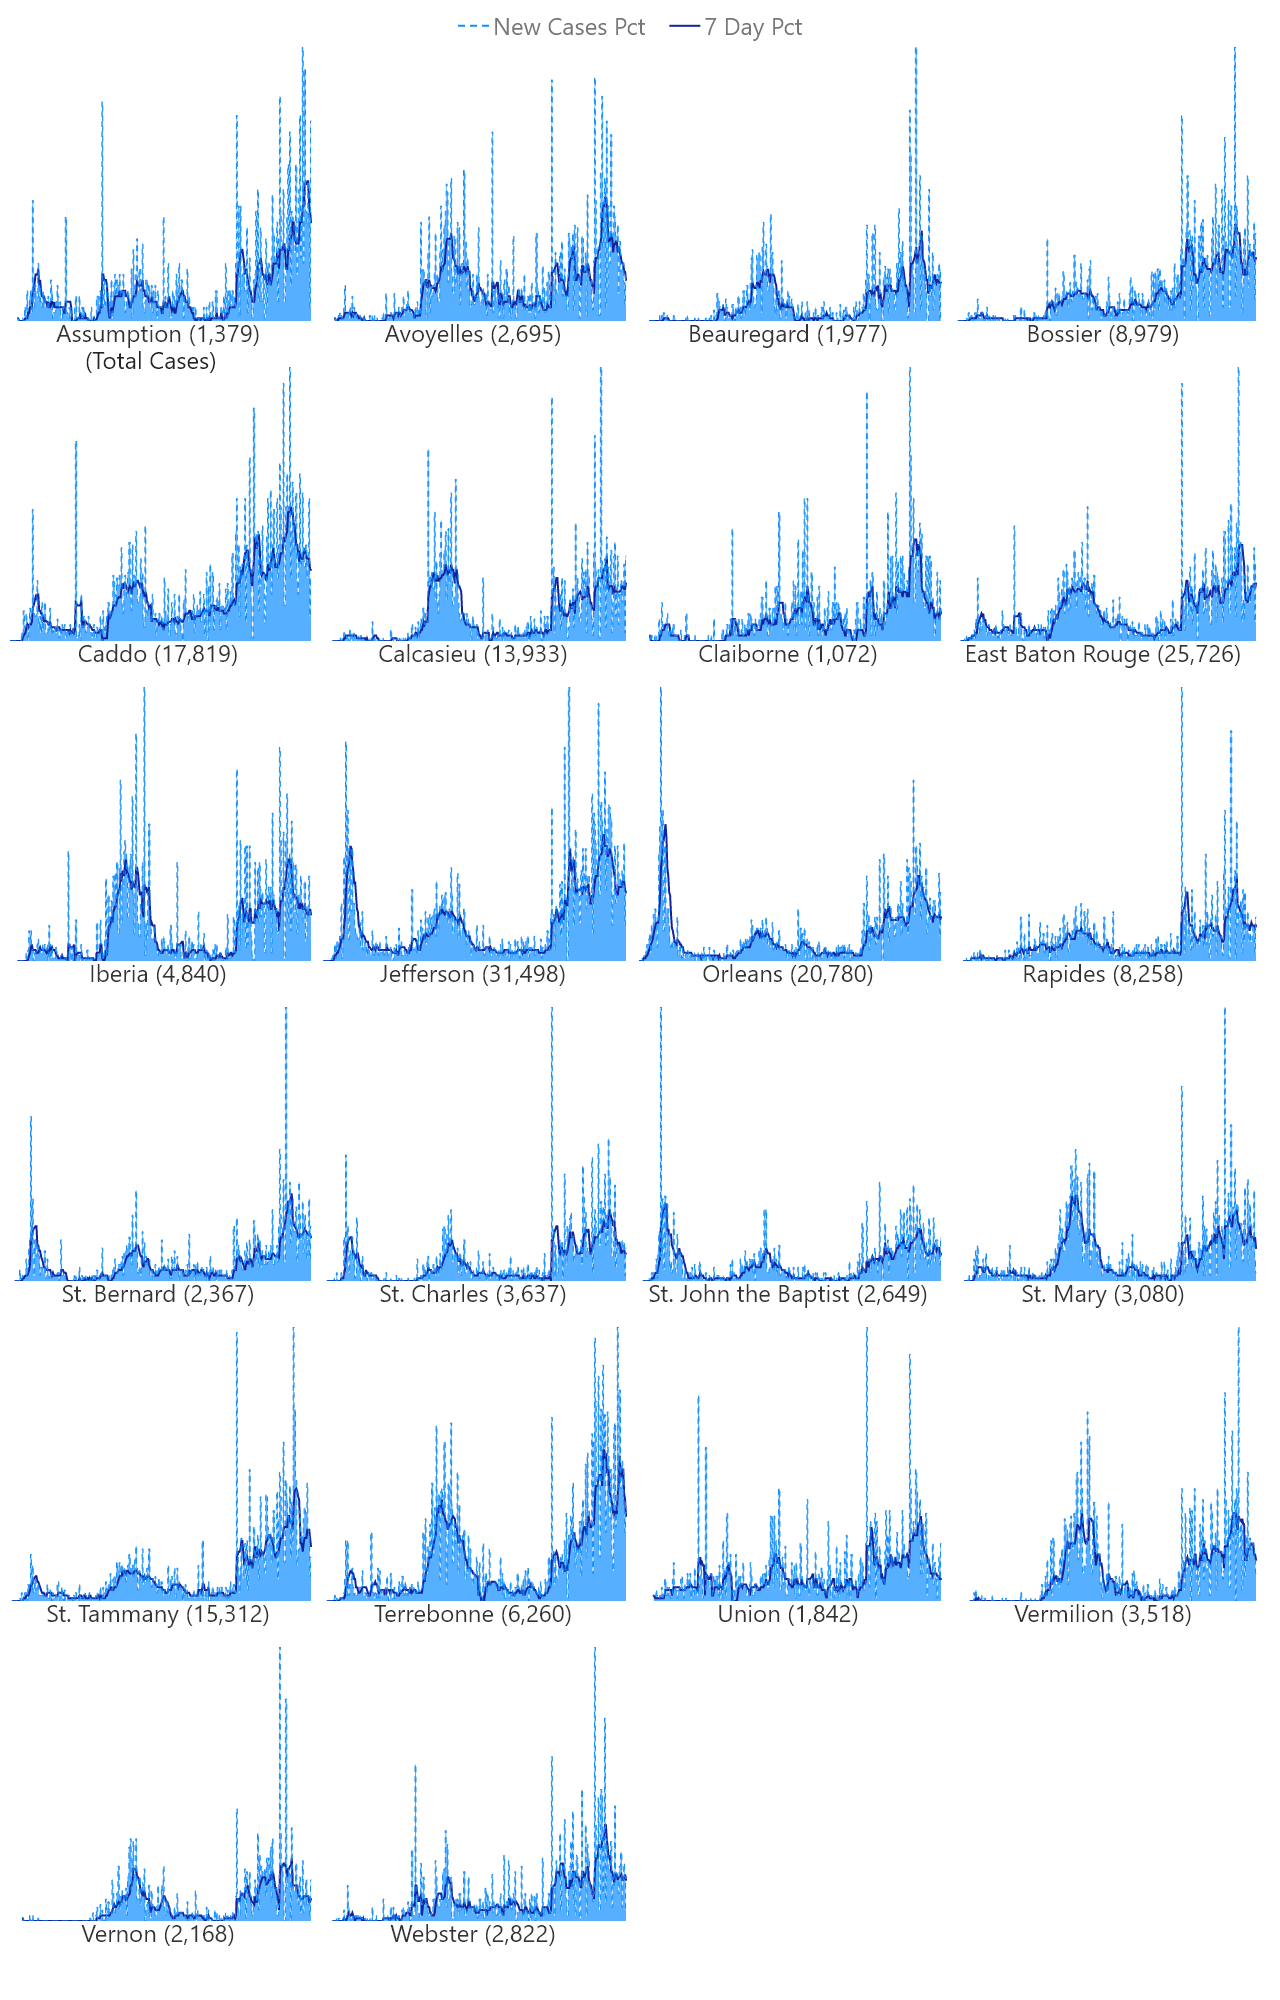 New Cases Pct 7 Day Pct
Assumption (1,379) Avoyelles (2,695) Beauregard (1,977) Bossier (8,979)
(Total Cases)
Caddo (17,819) Calcasieu (13,933) Claiborne (1,072) East Baton Rouge (25,726)
Iberia (4,840) Jefferson (31,498) Orleans (20,780) Rapides (8,258)
St. Bernard (2,367) St. Charles (3,637) St. John the Baptist (2,649) St. Mary (3,080)
St. Tammany (15,312) Terrebonne (6,260) Union (1,842) Vermilion (3,518)
Vernon (2,168) Webster (2,822)